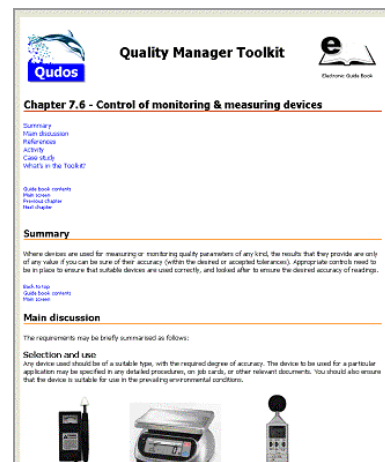 Quality Manager Toolkit
e
Qudos
Electronic Guide Book
Chapter 7.6 - Control of monitoring & measuring devices
Summary
Main discussion
References
Activity
Case study
What's in the Toolkit?
Guide book contents
Main screen
Previous chapter
Next chapter
Summary
Where devices are used for measuring or monitoring quality parameters of any kind, the results that they provide are only
of any value if you can be sure of their accuracy (within the desired or accepted tolerances). Appropriate controls need to
be in place to ensure that suitable devices are used correctly, and looked after to ensure the desired accuracy of readings.
Back to top
Guide book contents
Main screen
Main discussion
The requirements may be briefly summarised as follows:
Selection and use
Any device used should be of a suitable type, with the required degree of accuracy. The device to be used for a particular
application may be specified in any detailed procedures, on job cards, or other relevant documents. You should also ensure
that the device is suitable for use in the prevailing environmental conditions.